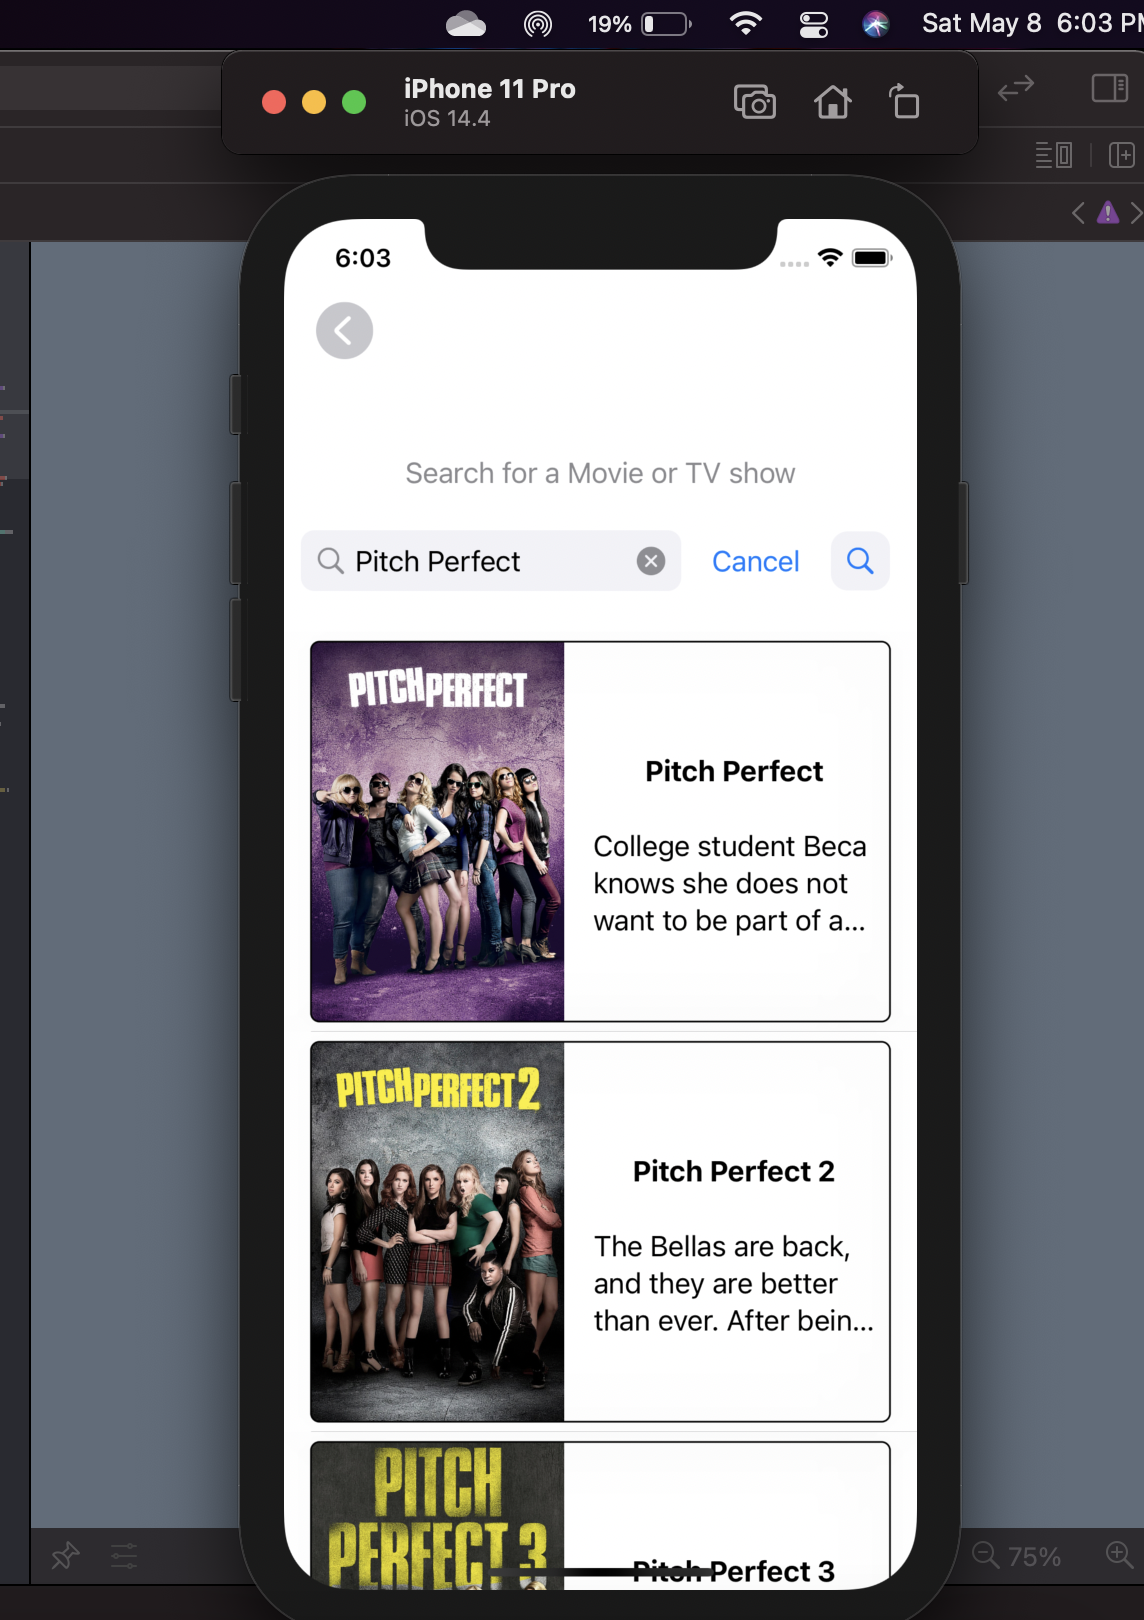 19%
Sat May 8 6:03 PM
iPhone 11 Pro
iOS 14.4
6:03
Search for a Movie or TV show
Pitch Perfect
Cancel
PITCH PERFECT
Pitch Perfect
College student Beca
knows she does not
want to be part of a...
PITCH PERFECT 2
Pitch Perfect 2
The Bellas are back,
and they are better
than ever. After bein...
PITCH
PERFECT 3
Pitch Perfect 3
75%